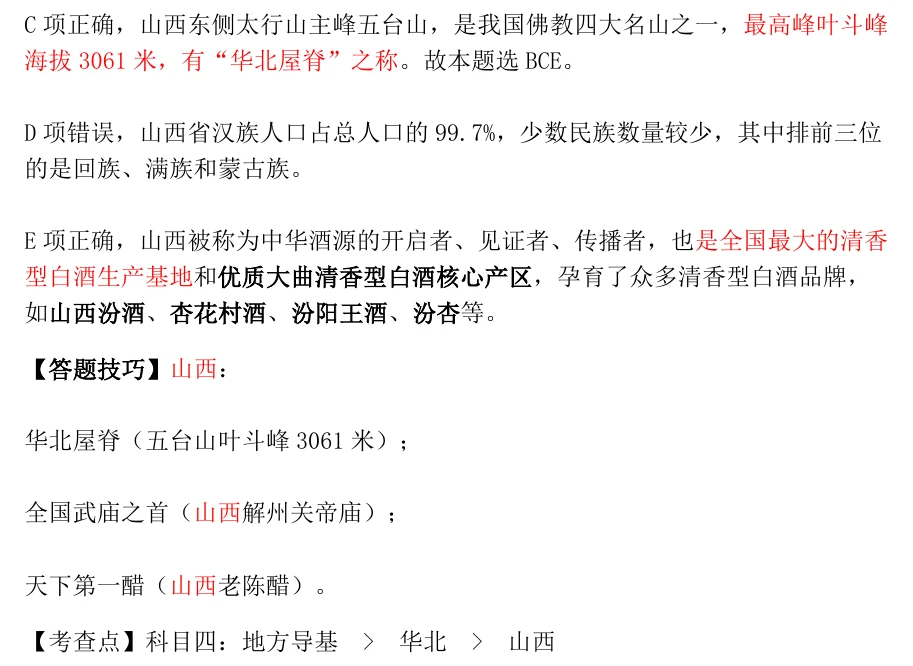 C 项正确，山西东侧太行山主峰五台山，是我国佛教四大名山之一，最高峰叶斗峰
海拔 3061 米，有“华北屋脊”之称。故本题选 BCE。
D 项错误，山西省汉族人口占总人口的 99.7%，少数民族数量较少，其中排前三位
的是回族、满族和蒙古族。
E 项正确，山西被称为中华酒源的开启者、见证者、传播者，也是全国最大的清香
型白酒生产基地和优质大曲清香型白酒核心产区，孕育了众多清香型白酒品牌，
如山西汾酒、杏花村酒、汾阳王酒、汾杏等。
【答题技巧】山西：
华北屋脊（五台山叶斗峰 3061 米）；
全国武庙之首（山西解州关帝庙）；
天下第一醋（山西老陈醋）。
【考查点】科目四：地方导基 > 华北 > 山西